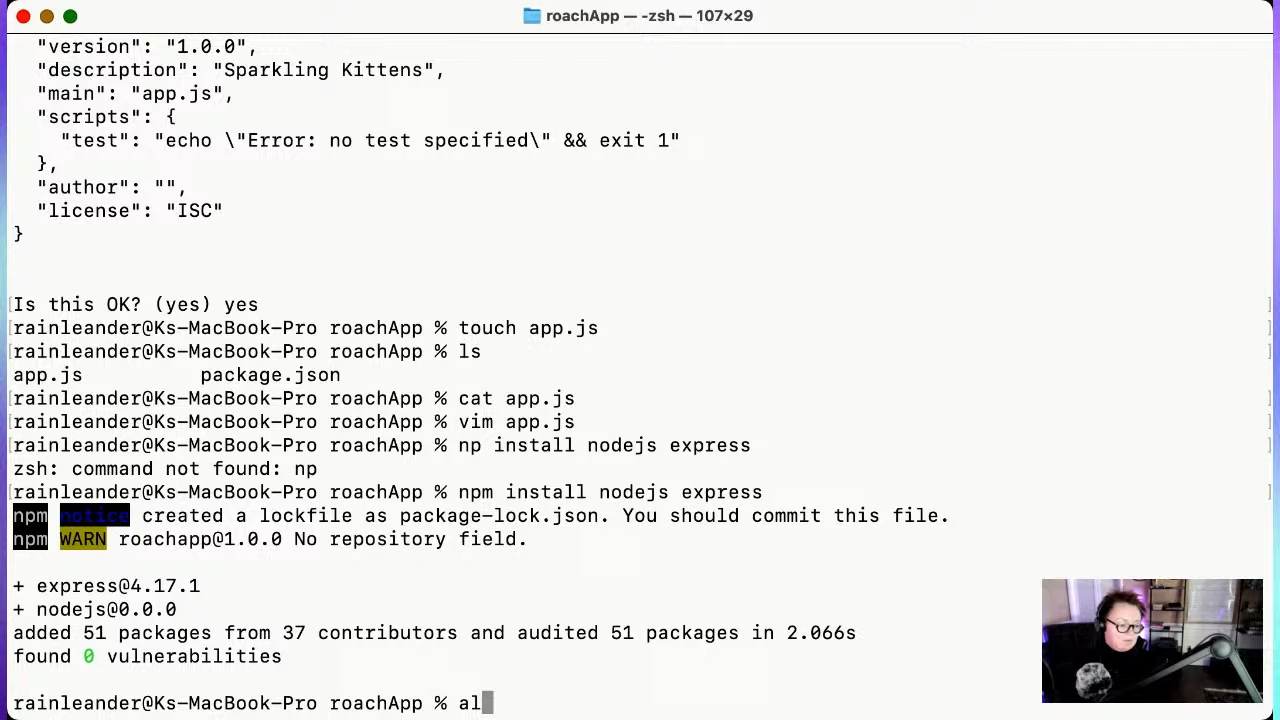 roachApp — -zsh — 107×29
"version": "1.0.0",
"description": "Sparkling Kittens",
"main": "app.js",
"scripts": {
"test": "echo \"Error: no test specified\" && exit 1"
},
"author": "",
"license": "ISC"
}
Is this OK? (yes) yes
rainleander@Ks-MacBook-Pro roachApp % touch app.js
rainleander@Ks-MacBook-Pro roachApp % ls
app.js package.json
rainleander@Ks-MacBook-Pro roachApp % cat app.js
rainleander@Ks-MacBook-Pro roachApp % vim app.js
rainleander@Ks-MacBook-Pro roachApp % np install nodejs express
zsh: command not found: np
rainleander@Ks-MacBook-Pro roachApp % npm install nodejs express
npm notice created a lockfile as package-lock.json. You should commit this file.
npm WARN roachapp@1.0.0 No repository field.
+ express@4.17.1
+ nodejs@0.0.0
added 51 packages from 37 contributors and audited 51 packages in 2.066s
found 0 vulnerabilities
rainleander@Ks-MacBook-Pro roachApp % al